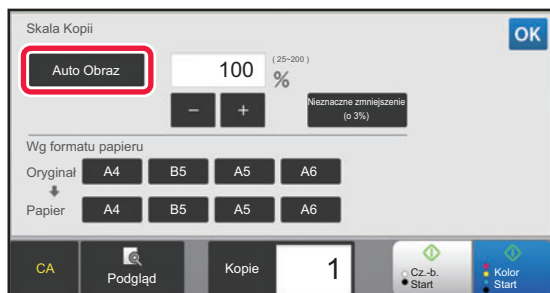 Skala Kopii
OK
Auto Obraz
100
(25~200)
%
−
+
Nieznaczne zmniejszenie
(o 3%)
Wg formatu papieru
Oryginał A4 B5 A5 A6
Papier A4 B5 A5 A6
CA
Podgląd
Kopie
1
Cz.-b.
Start
Kolor
Start